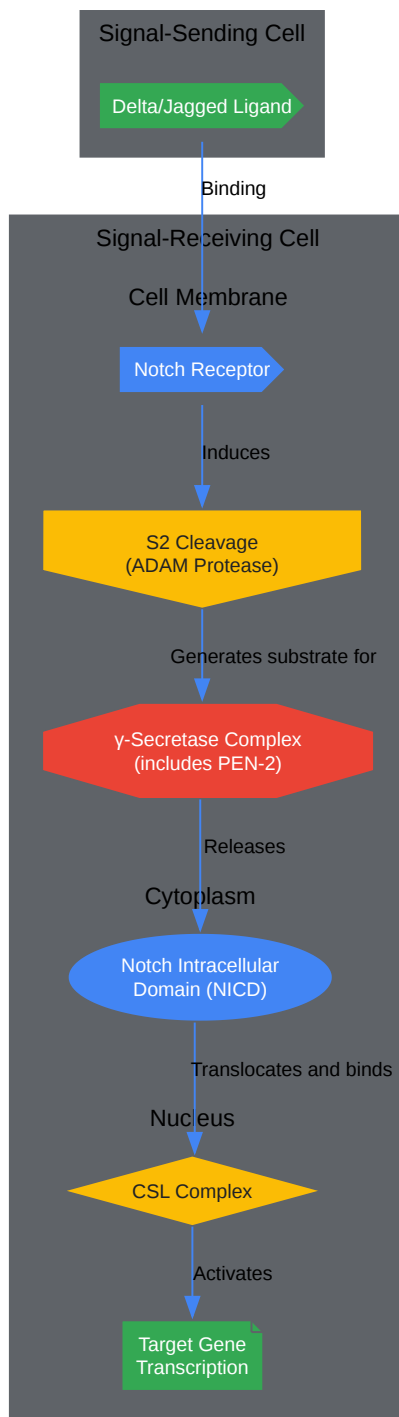 Signal-Sending Cell
Delta/Jagged Ligand
Binding
Signal-Receiving Cell
Cell Membrane
Notch Receptor
Induces
S2 Cleavage
(ADAM Protease)
Generates substrate for
γ-Secretase Complex
(includes PEN-2)
Releases
Cytoplasm
Notch Intracellular
Domain (NICD)
Translocates and binds
Nucleus
CSL Complex
Activates
Target Gene
Transcription